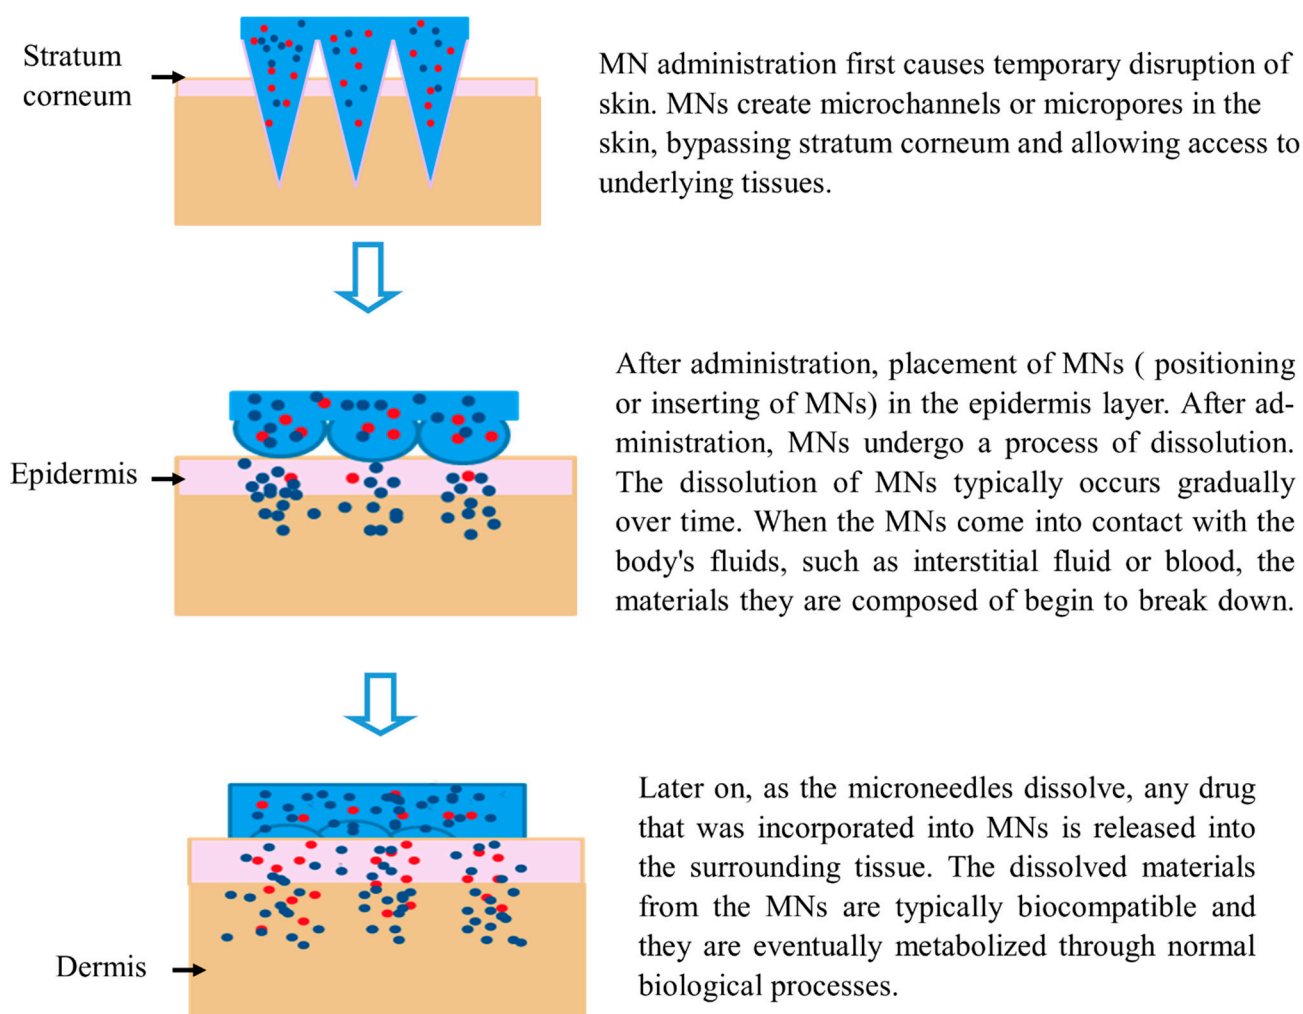 Stratum
corneum
MN administration first causes temporary disruption of
skin. MNs create microchannels or micropores in the
skin, bypassing stratum corneum and allowing access to
underlying tissues.
Epidermis
After administration, placement of MNs ( positioning
or inserting of MNs) in the epidermis layer. After ad-
ministration, MNs undergo a process of dissolution.
The dissolution of MNs typically occurs gradually
over time. When the MNs come into contact with the
body's fluids, such as interstitial fluid or blood, the
materials they are composed of begin to break down.
Later on, as the microneedles dissolve, any drug
that was incorporated into MNs is released into
the surrounding tissue. The dissolved materials
from the MNs are typically biocompatible and
they are eventually metabolized through normal
biological processes.
Dermis